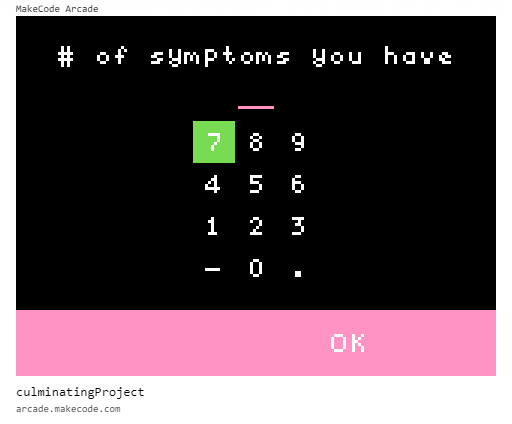 MakeCode Arcade
# of symptoms you have
7 8 9
4 5 6
1 2 3
- 0 .
OK
culminatingProject
arcade.makecode.com